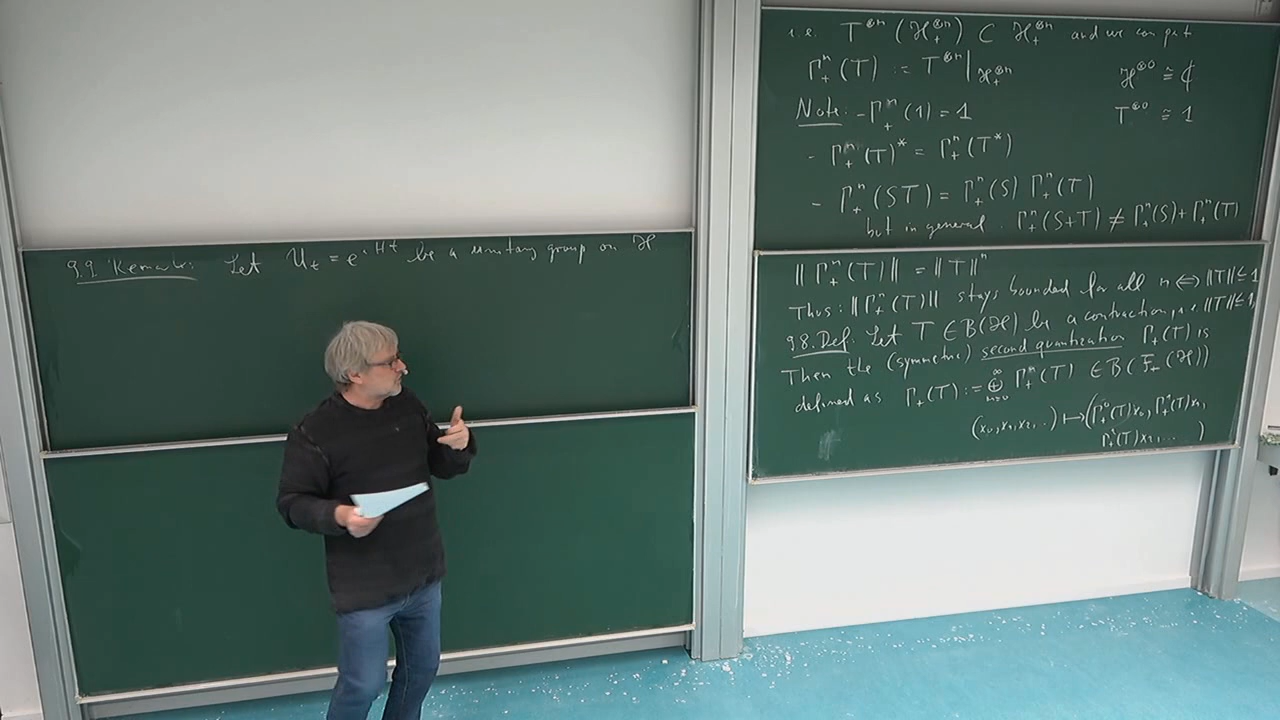 9.9. Remarks: Let U_t = e^{iHt} be a unitary group on ℋ
i.e. T^{⊗n} (ℋ_+^{⊗n}) ⊂ ℋ_+^{⊗n} and we can put
Γ_+^n (T) := T^{⊗n}|_{ℋ_+^{⊗n}} ℋ^{⊗0} ≅ ℂ
Note: - Γ_+^n (1) = 1 T^{⊗0} ≅ 1
- Γ_+^n (T)* = Γ_+^n (T*)
- Γ_+^n (ST) = Γ_+^n (S) Γ_+^n (T)
but in general Γ_+^n (S+T) ≠ Γ_+^n (S) + Γ_+^n (T)
‖Γ_+^n (T)‖ = ‖T‖^n
Thus: ‖Γ_+^n (T)‖ stays bounded for all n ⟺ ‖T‖ ≤ 1
9.8. Def. Let T ∈ B(ℋ) be a contraction, i.e. ‖T‖ ≤ 1,
Then the (symmetric) second quantization Γ_+(T) is
defined as Γ_+(T) := ⊕_{n=0}^∞ Γ_+^n (T) ∈ B(F_+(ℋ))
(x_0, x_1, x_2, ...) ↦ (Γ_+^0(T)x_0, Γ_+^1(T)x_1,
Γ_+^2(T)x_2, ... )